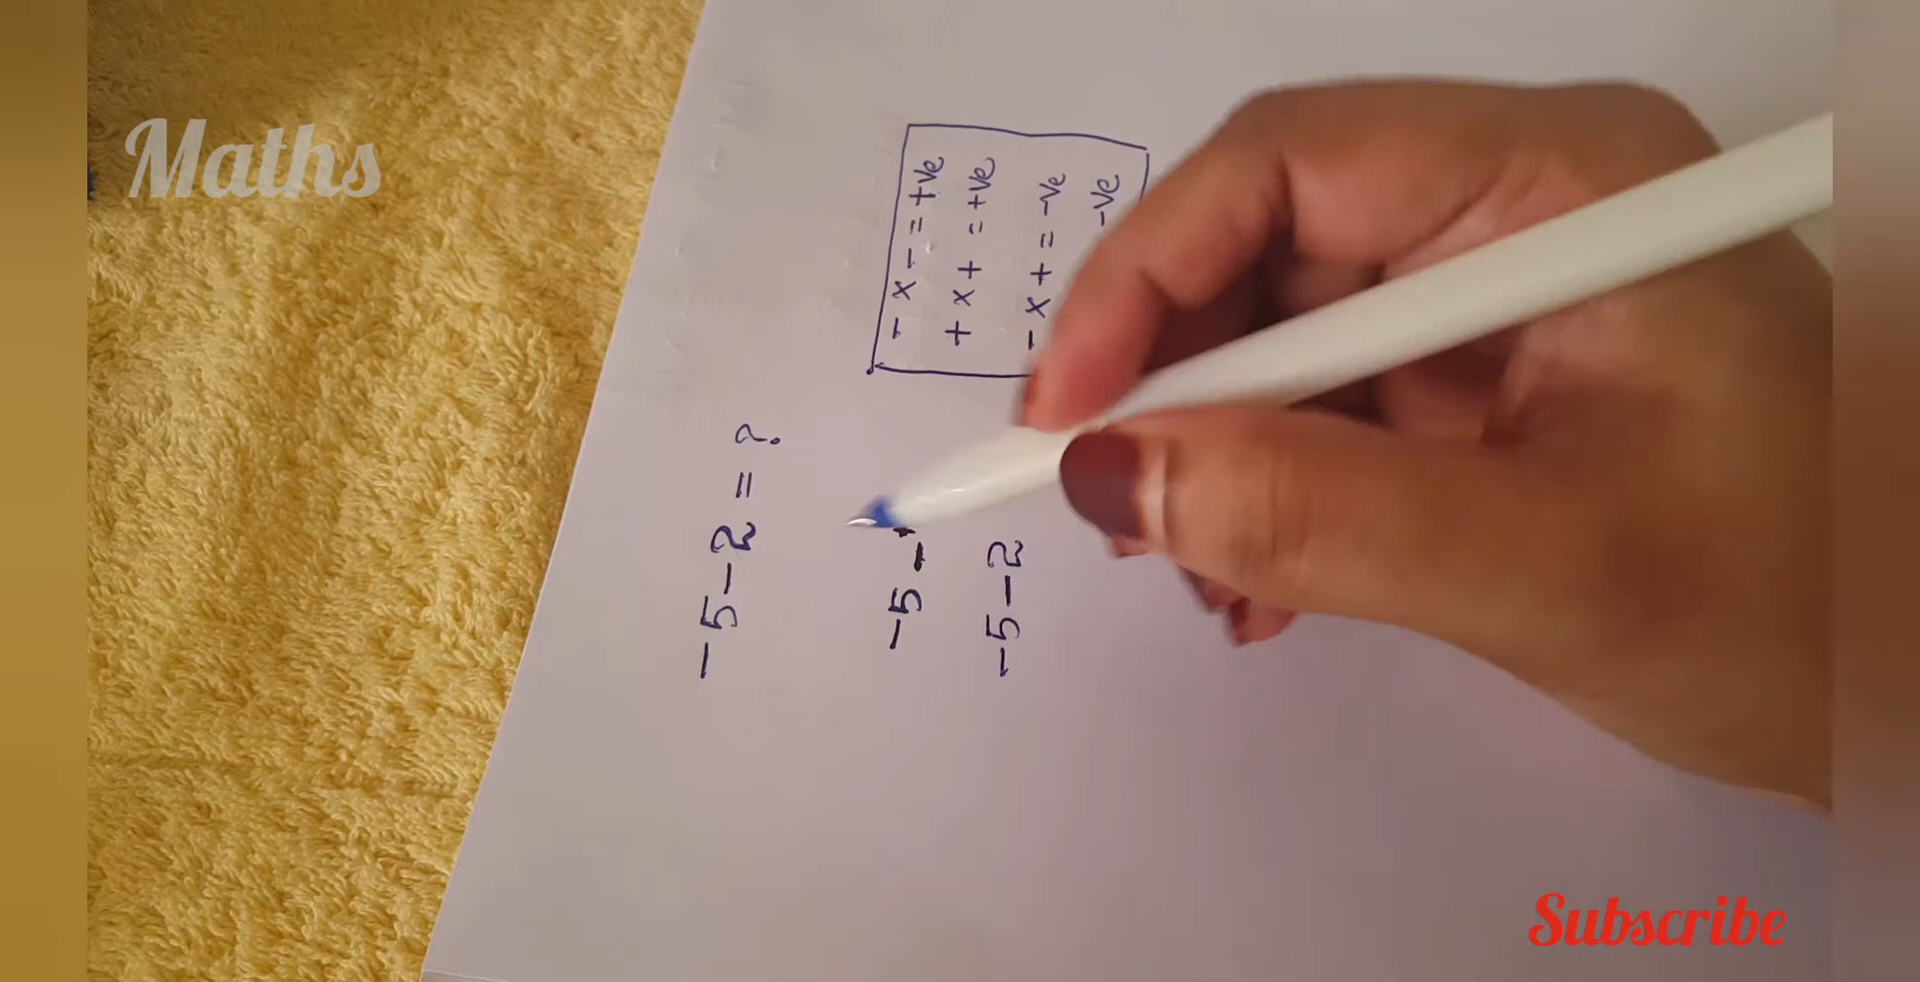 Maths
- x - = +ve
+ x + = +ve
- x + = -ve
-ve
-5-2 = ?
-5-
-5-2
Subscribe